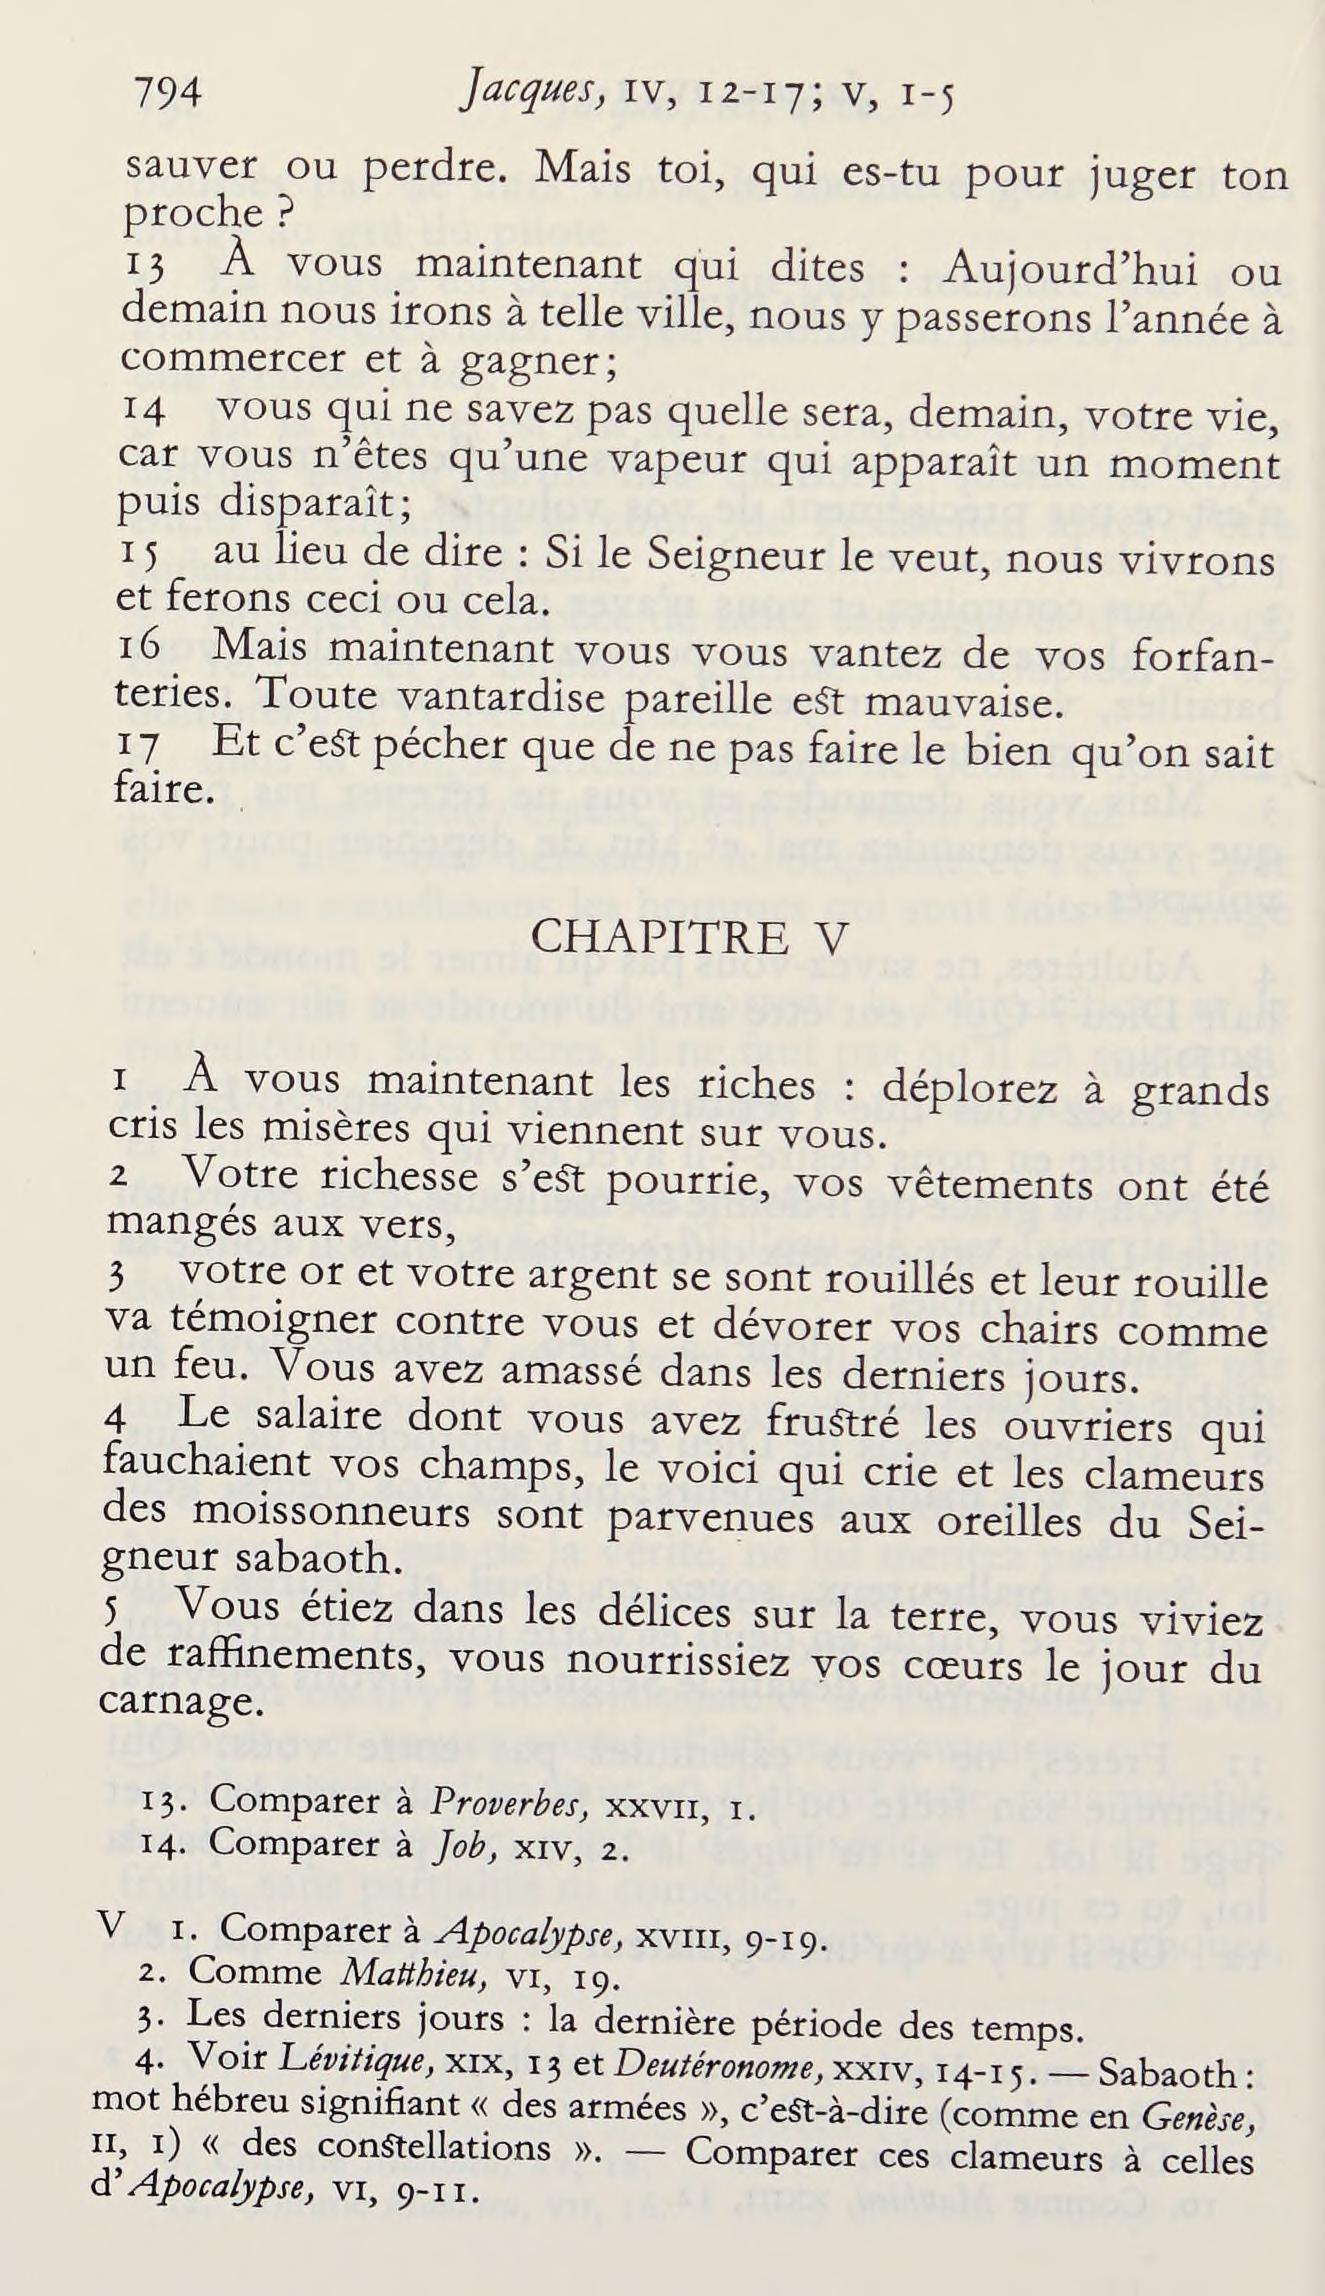 794 Jacques, IV, 12-17; V, 1-5
sauver ou perdre. Mais toi, qui es-tu pour juger ton
proche ?
13 À vous maintenant qui dites : Aujourd'hui ou
demain nous irons à telle ville, nous y passerons l'année à
commercer et à gagner;
14 vous qui ne savez pas quelle sera, demain, votre vie,
car vous n'êtes qu'une vapeur qui apparaît un moment
puis disparaît;
15 au lieu de dire : Si le Seigneur le veut, nous vivrons
et ferons ceci ou cela.
16 Mais maintenant vous vous vantez de vos forfan-
teries. Toute vantardise pareille est mauvaise.
17 Et c'est pécher que de ne pas faire le bien qu'on sait
faire.
CHAPITRE V
1 À vous maintenant les riches : déplorez à grands
cris les misères qui viennent sur vous.
2 Votre richesse s'est pourrie, vos vêtements ont été
mangés aux vers,
3 votre or et votre argent se sont rouillés et leur rouille
va témoigner contre vous et dévorer vos chairs comme
un feu. Vous avez amassé dans les derniers jours.
4 Le salaire dont vous avez frustré les ouvriers qui
fauchaient vos champs, le voici qui crie et les clameurs
des moissonneurs sont parvenues aux oreilles du Sei-
gneur sabaoth.
5 Vous étiez dans les délices sur la terre, vous viviez
de raffinements, vous nourrissiez vos cœurs le jour du
carnage.
13. Comparer à Proverbes, XXVII, 1.
14. Comparer à Job, XIV, 2.
V 1. Comparer à Apocalypse, XVIII, 9-19.
2. Comme Matthieu, VI, 19.
3. Les derniers jours : la dernière période des temps.
4. Voir Lévitique, XIX, 13 et Deutéronome, XXIV, 14-15. — Sabaoth :
mot hébreu signifiant « des armées », c'est-à-dire (comme en Genèse,
II, 1) « des constellations ». — Comparer ces clameurs à celles
d'Apocalypse, VI, 9-11.